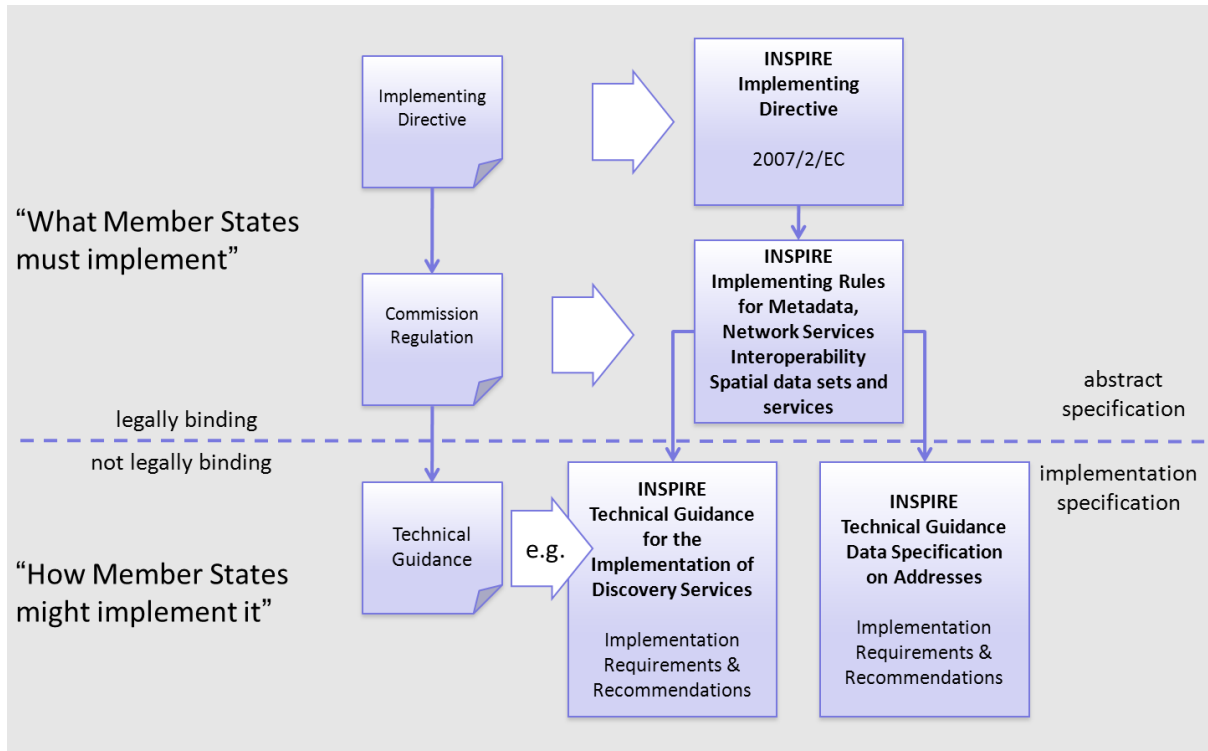 Implementing
Directive
INSPIRE
Implementing
Directive
2007/2/EC
“What Member States
must implement”
Commission
Regulation
INSPIRE
Implementing Rules
for Metadata,
Network Services
Interoperability
Spatial data sets and
services
abstract
specification
legally binding
not legally binding
implementation
specification
“How Member States
might implement it”
Technical
Guidance
e.g.
INSPIRE
Technical Guidance
for the
Implementation of
Discovery Services
Implementation
Requirements &
Recommendations
INSPIRE
Technical Guidance
Data Specification
on Addresses
Implementation
Requirements &
Recommendations